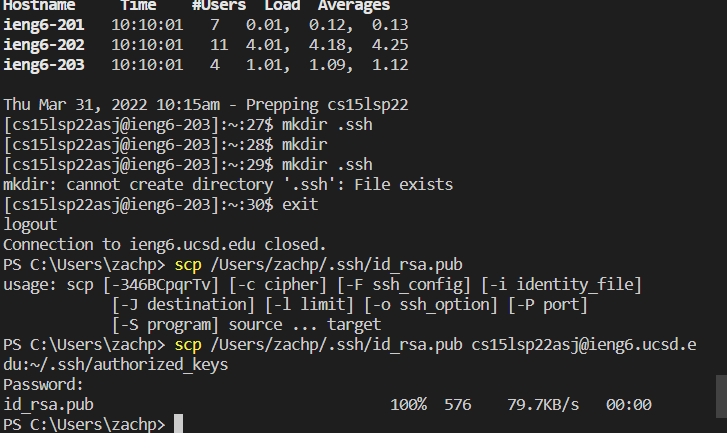 Hostname     Time    #Users  Load  Averages
ieng6-201   10:10:01   7   0.01,  0.12,  0.13
ieng6-202   10:10:01   11  4.01,  4.18,  4.25
ieng6-203   10:10:01   4   1.01,  1.09,  1.12
Thu Mar 31, 2022 10:15am - Prepping cs15lsp22
[cs15lsp22asj@ieng6-203]:~:27$ mkdir .ssh
[cs15lsp22asj@ieng6-203]:~:28$ mkdir
[cs15lsp22asj@ieng6-203]:~:29$ mkdir .ssh
mkdir: cannot create directory '.ssh': File exists
[cs15lsp22asj@ieng6-203]:~:30$ exit
logout
Connection to ieng6.ucsd.edu closed.
PS C:\Users\zachp> scp /Users/zachp/.ssh/id_rsa.pub
usage: scp [-346BCpqrTv] [-c cipher] [-F ssh_config] [-i identity_file]
            [-J destination] [-l limit] [-o ssh_option] [-P port]
            [-S program] source ... target
PS C:\Users\zachp> scp /Users/zachp/.ssh/id_rsa.pub cs15lsp22asj@ieng6.ucsd.e
du:~/.ssh/authorized_keys
Password:
id_rsa.pub                                    100%  576    79.7KB/s   00:00
PS C:\Users\zachp>